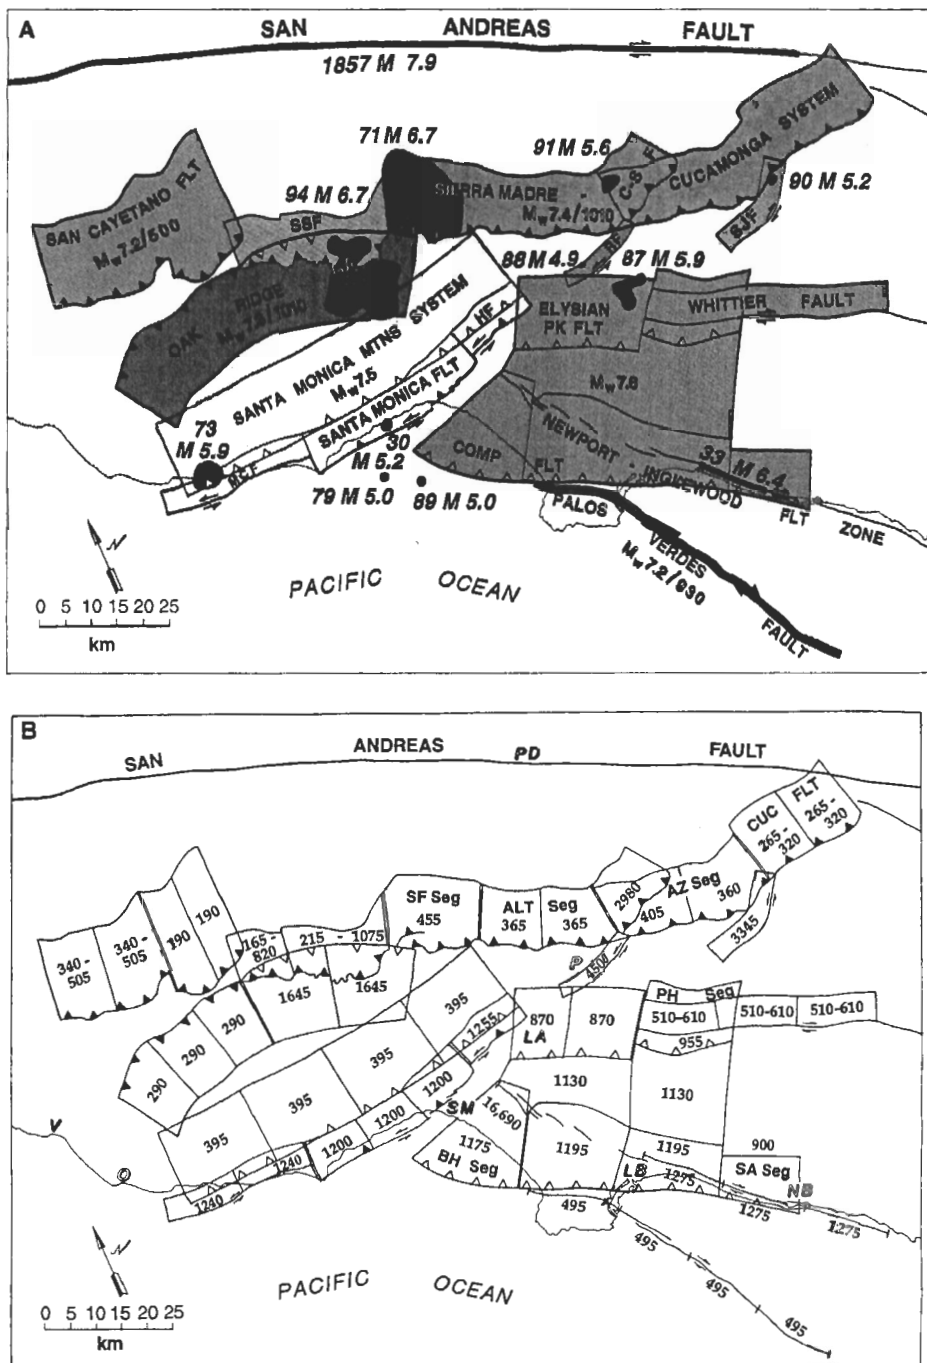 A
SAN ANDREAS FAULT
1857 M 7.9
71 M 6.7
91 M 5.6
94 M 6.7
90 M 5.2
SAN CAYETANO FLT
Mw 7.2/500
SSF
SIERRA MADRE
Mw 7.4/1010
C-S F
CUCAMONGA SYSTEM
SJF
RF
88 M 4.9
87 M 5.9
OAK RIDGE
ELYSIAN
PK FLT
WHITTIER FAULT
HF
SANTA MONICA MTNS SYSTEM
Mw 7.5
SANTA MONICA FLT
MCF
73
M 5.9
30
M 5.2
79 M 5.0
89 M 5.0
Mw 7.6
COMP FLT
NEWPORT INGLEWOOD FLT ZONE
33 M 6.4
PALOS VERDES FAULT
Mw 7.2/930
PACIFIC OCEAN
N
0 5 10 15 20 25
km
B
SAN ANDREAS FAULT
PD
CUC FLT
265-320
265-320
SF Seg
455
ALT Seg
365
365
2980
AZ Seg
405
360
3345
4500
P
340-505
340-505
190
190
165-820
215 - 1075
1645
1645
290
290
290
395
395
395
395
1255
1200
1200
1200
1240
1240
870
870
LA
PH Seg
510-610
510-610
510-610
955
1130
1130
SM
16,690
1175
BH Seg
1195
1195
900
SA Seg
LB
1275
1275
1275
NB
495
495
495
495
V
O
PACIFIC OCEAN
N
0 5 10 15 20 25
km